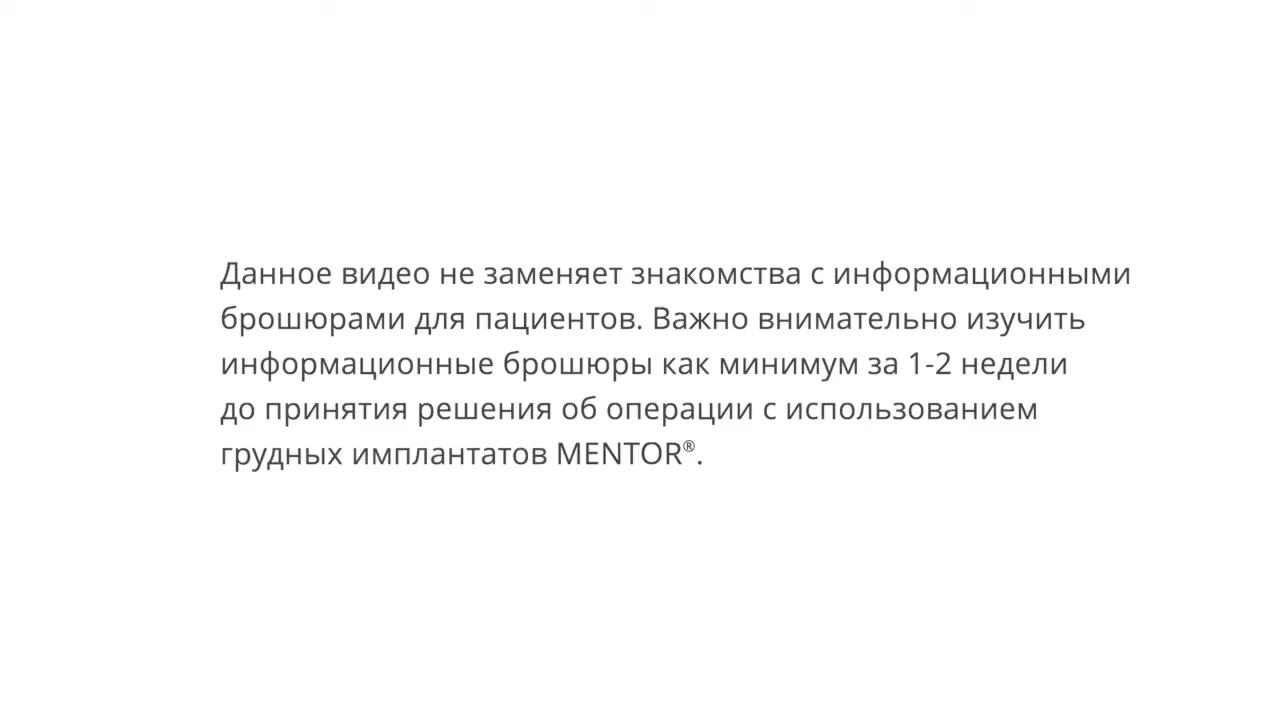 Данное видео не заменяет знакомства с информационными
брошюрами для пациентов. Важно внимательно изучить
информационные брошюры как минимум за 1-2 недели
до принятия решения об операции с использованием
грудных имплантатов MENTOR®.